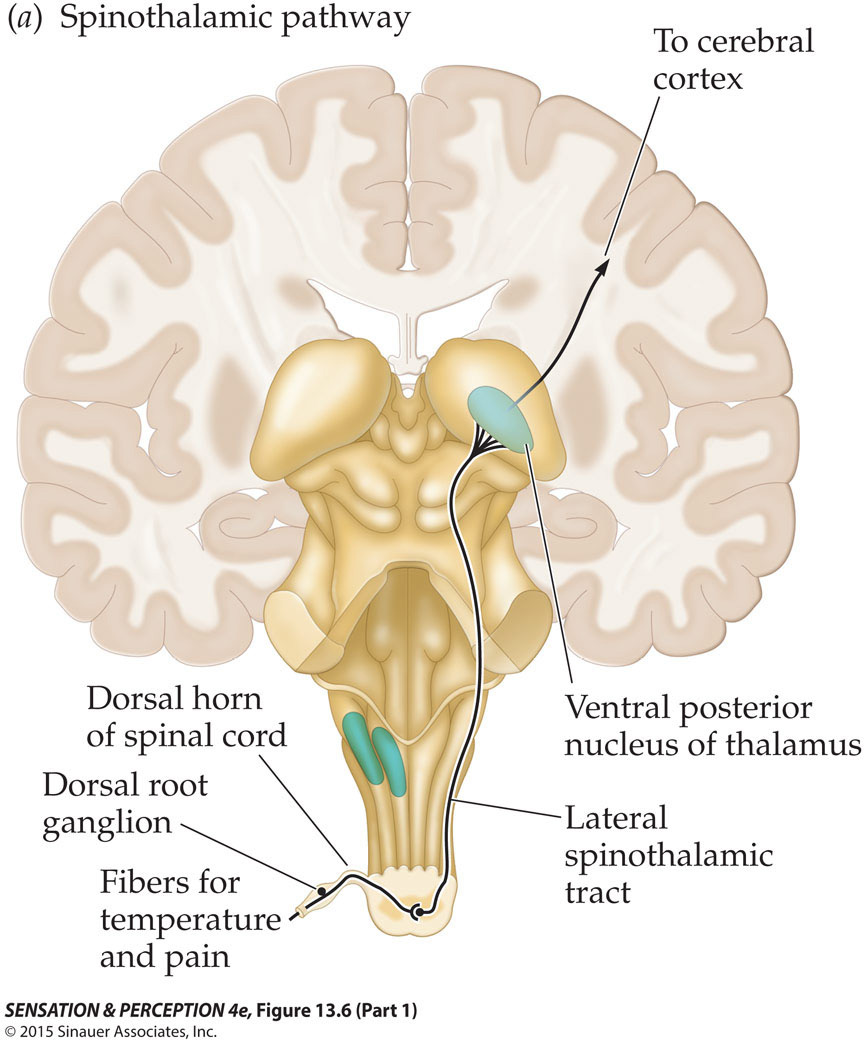 (a) Spinothalamic pathway
To cerebral
cortex
Dorsal horn
of spinal cord
Ventral posterior
nucleus of thalamus
Dorsal root
ganglion
Lateral
spinothalamic
tract
Fibers for
temperature
and pain
SENSATION & PERCEPTION 4e, Figure 13.6 (Part 1)
© 2015 Sinauer Associates, Inc.